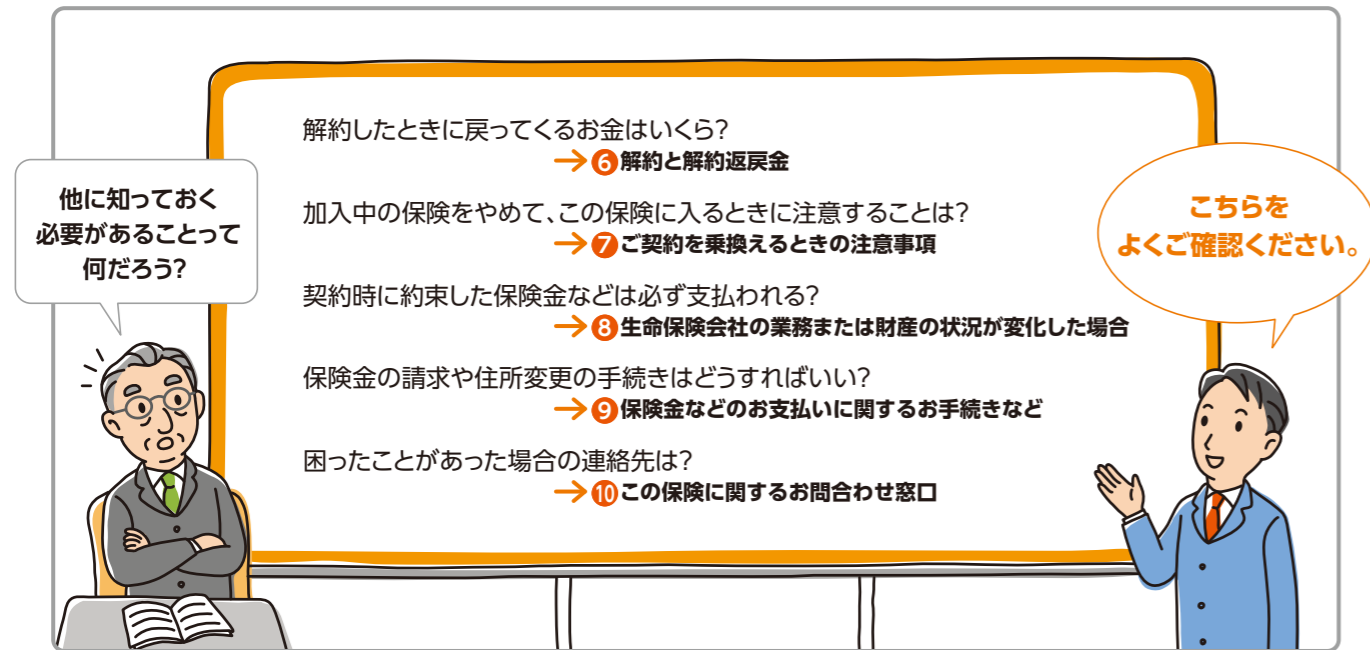 他に知っておく
必要があることって
何だろう?
解約したときに戻ってくるお金はいくら?
→❻解約と解約返戻金
加入中の保険をやめて、この保険に入るときに注意することは?
→❼ご契約を乗換えるときの注意事項
契約時に約束した保険金などは必ず支払われる?
→❽生命保険会社の業務または財産の状況が変化した場合
保険金の請求や住所変更の手続きはどうすればいい?
→❾保険金などのお支払いに関するお手続きなど
困ったことがあった場合の連絡先は?
→❿この保険に関するお問合わせ窓口
こちらを
よくご確認ください。